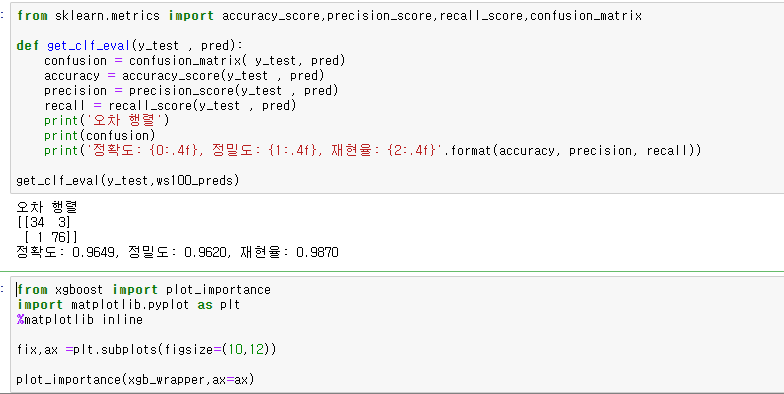 from sklearn.metrics import accuracy_score,precision_score,recall_score,confusion_matrix
def get_clf_eval(y_test , pred):
    confusion = confusion_matrix( y_test, pred)
    accuracy = accuracy_score(y_test , pred)
    precision = precision_score(y_test , pred)
    recall = recall_score(y_test , pred)
    print('오차 행렬')
    print(confusion)
    print('정확도: {0:.4f}, 정밀도: {1:.4f}, 재현율: {2:.4f}'.format(accuracy, precision, recall))
get_clf_eval(y_test,ws100_preds)
오차 행렬
[[34  3]
 [ 1 76]]
정확도: 0.9649, 정밀도: 0.9620, 재현율: 0.9870
from xgboost import plot_importance
import matplotlib.pyplot as plt
%matplotlib inline
fix,ax =plt.subplots(figsize=(10,12))
plot_importance(xgb_wrapper,ax=ax)